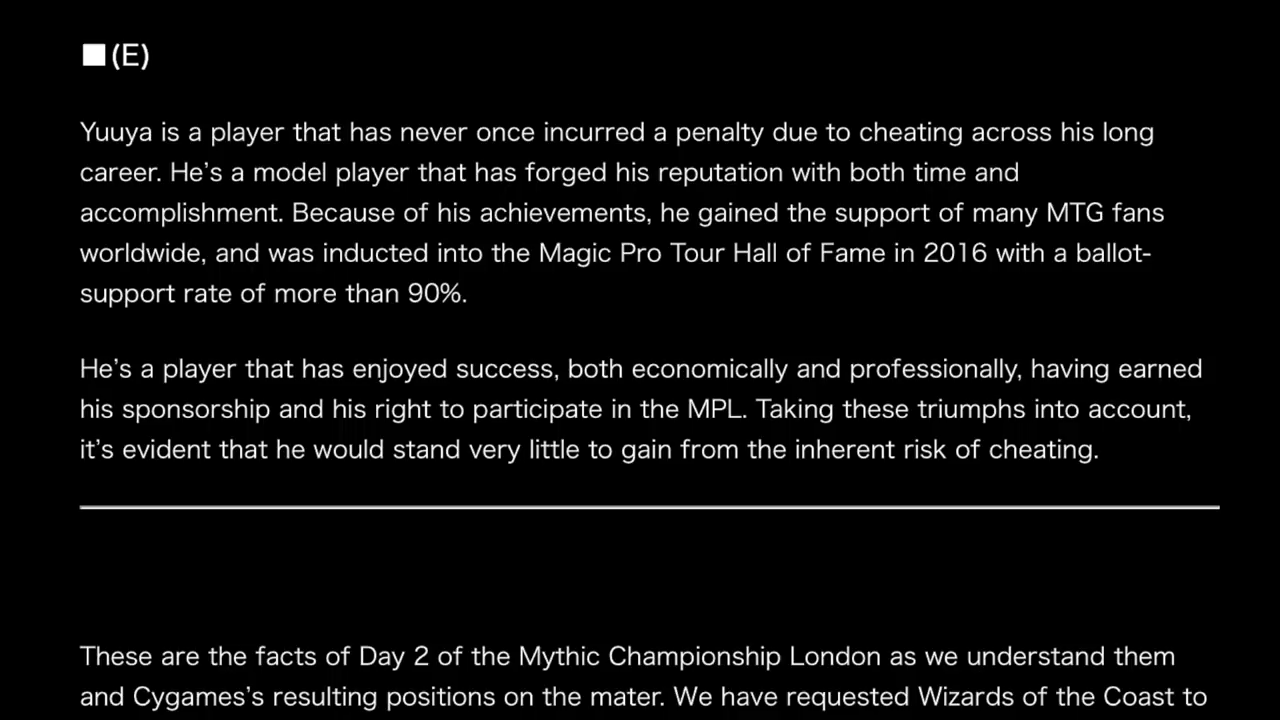 ■(E)
Yuuya is a player that has never once incurred a penalty due to cheating across his long
career. He’s a model player that has forged his reputation with both time and
accomplishment. Because of his achievements, he gained the support of many MTG fans
worldwide, and was inducted into the Magic Pro Tour Hall of Fame in 2016 with a ballot-
support rate of more than 90%.
He’s a player that has enjoyed success, both economically and professionally, having earned
his sponsorship and his right to participate in the MPL. Taking these triumphs into account,
it’s evident that he would stand very little to gain from the inherent risk of cheating.
These are the facts of Day 2 of the Mythic Championship London as we understand them
and Cygames’s resulting positions on the mater. We have requested Wizards of the Coast to